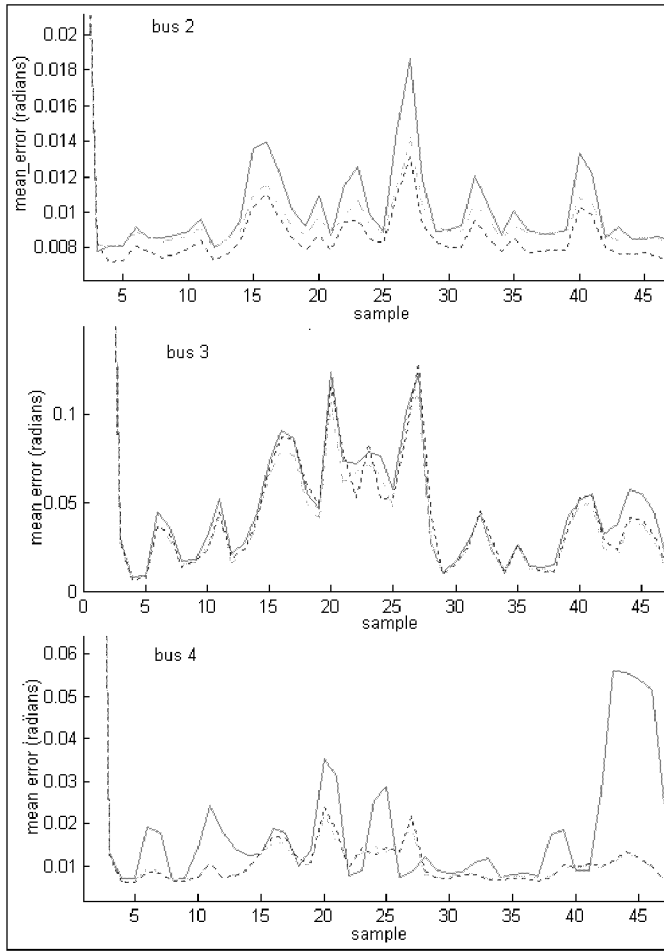 bus 2
mean_error (radians)
0.02
0.018
0.016
0.014
0.012
0.01
0.008
5 10 15 20 25 30 35 40 45
sample
bus 3
mean error (radians)
0.1
0.05
0
0 5 10 15 20 25 30 35 40 45
sample
bus 4
mean error (radians)
0.06
0.05
0.04
0.03
0.02
0.01
5 10 15 20 25 30 35 40 45
sample